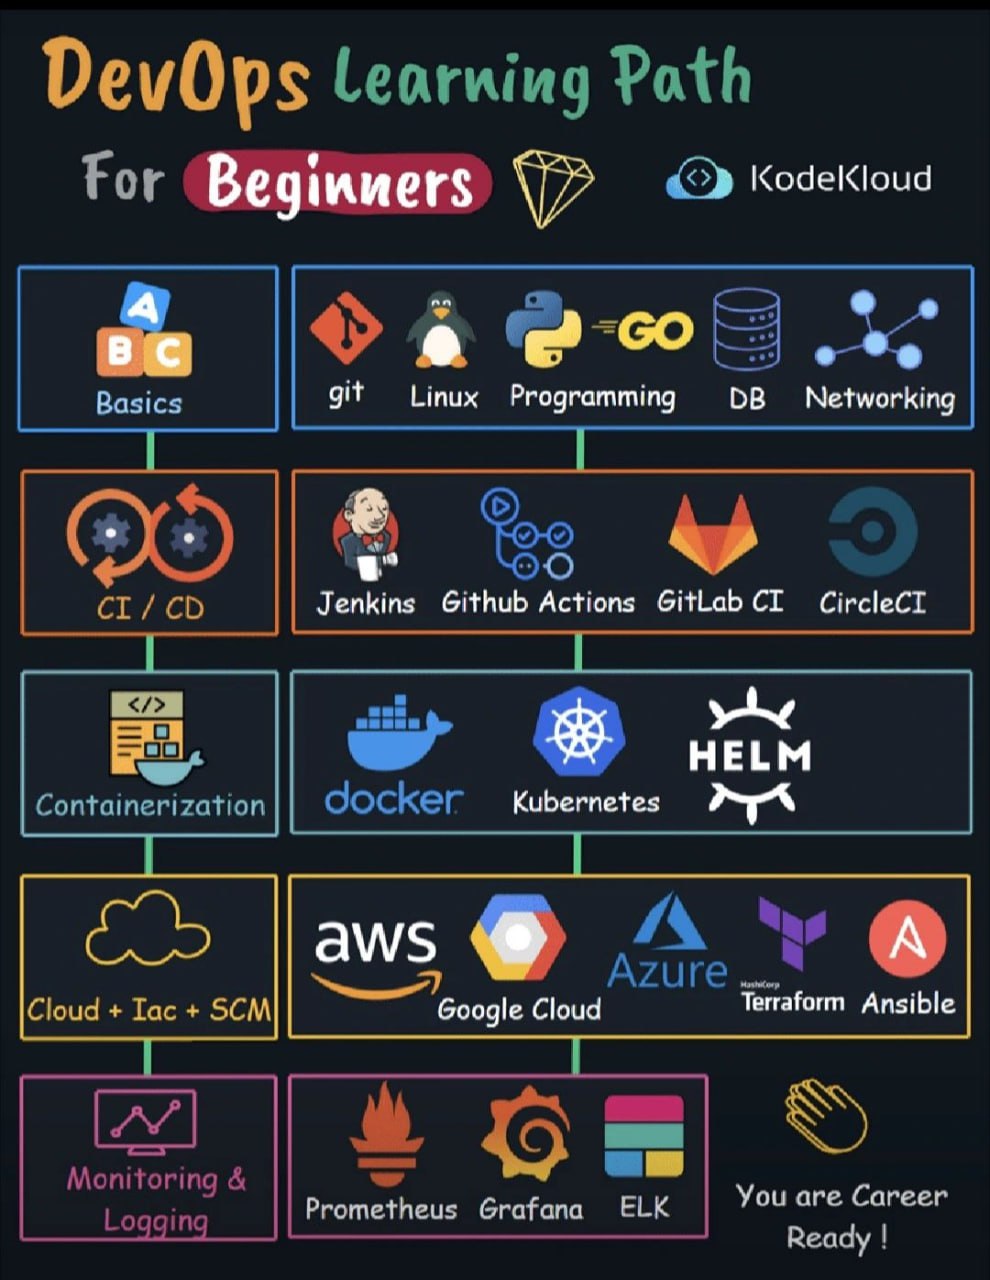 DevOps Learning Path
For Beginners
KodeKloud
A
B C
Basics
git
Linux
GO
Programming
DB
Networking
CI / CD
Jenkins
Github Actions
GitLab CI
CircleCI
</>
Containerization
docker
Kubernetes
HELM
Cloud + Iac + SCM
aws
Google Cloud
Azure
HashiCorp
Terraform
A
Ansible
Monitoring &
Logging
Prometheus
Grafana
ELK
You are Career
Ready !